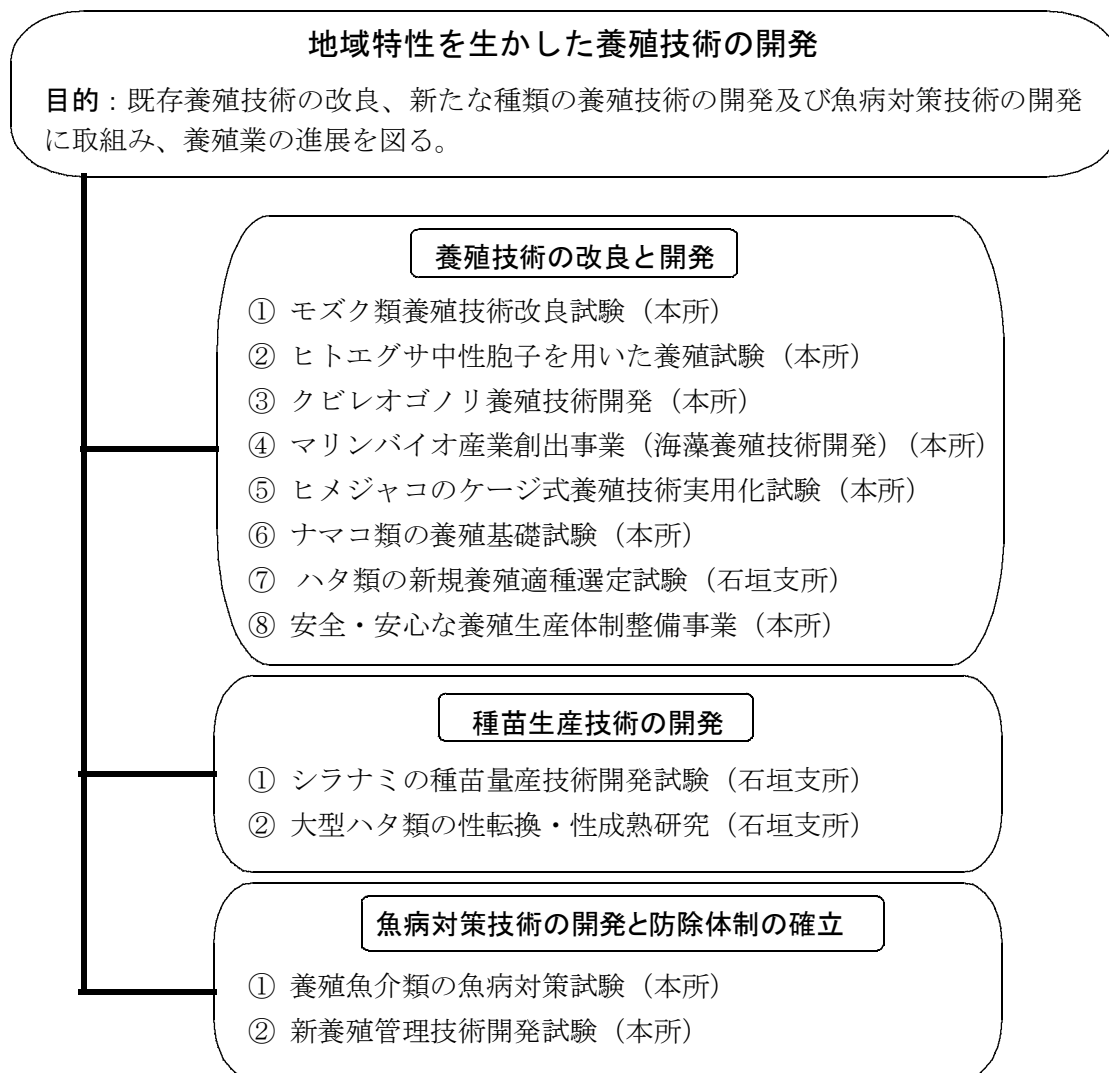 地域特性を生かした養殖技術の開発
目的：既存養殖技術の改良、新たな種類の養殖技術の開発及び魚病対策技術の開発
に取組み、養殖業の進展を図る。
養殖技術の改良と開発
① モズク類養殖技術改良試験（本所）
② ヒトエグサ中性胞子を用いた養殖試験（本所）
③ クビレオゴノリ養殖技術開発（本所）
④ マリンバイオ産業創出事業（海藻養殖技術開発）（本所）
⑤ ヒメジャコのケージ式養殖技術実用化試験（本所）
⑥ ナマコ類の養殖基礎試験（本所）
⑦ ハタ類の新規養殖適種選定試験（石垣支所）
⑧ 安全・安心な養殖生産体制整備事業（本所）
種苗生産技術の開発
① シラナミの種苗量産技術開発試験（石垣支所）
② 大型ハタ類の性転換・性成熟研究（石垣支所）
魚病対策技術の開発と防除体制の確立
① 養殖魚介類の魚病対策試験（本所）
② 新養殖管理技術開発試験（本所）